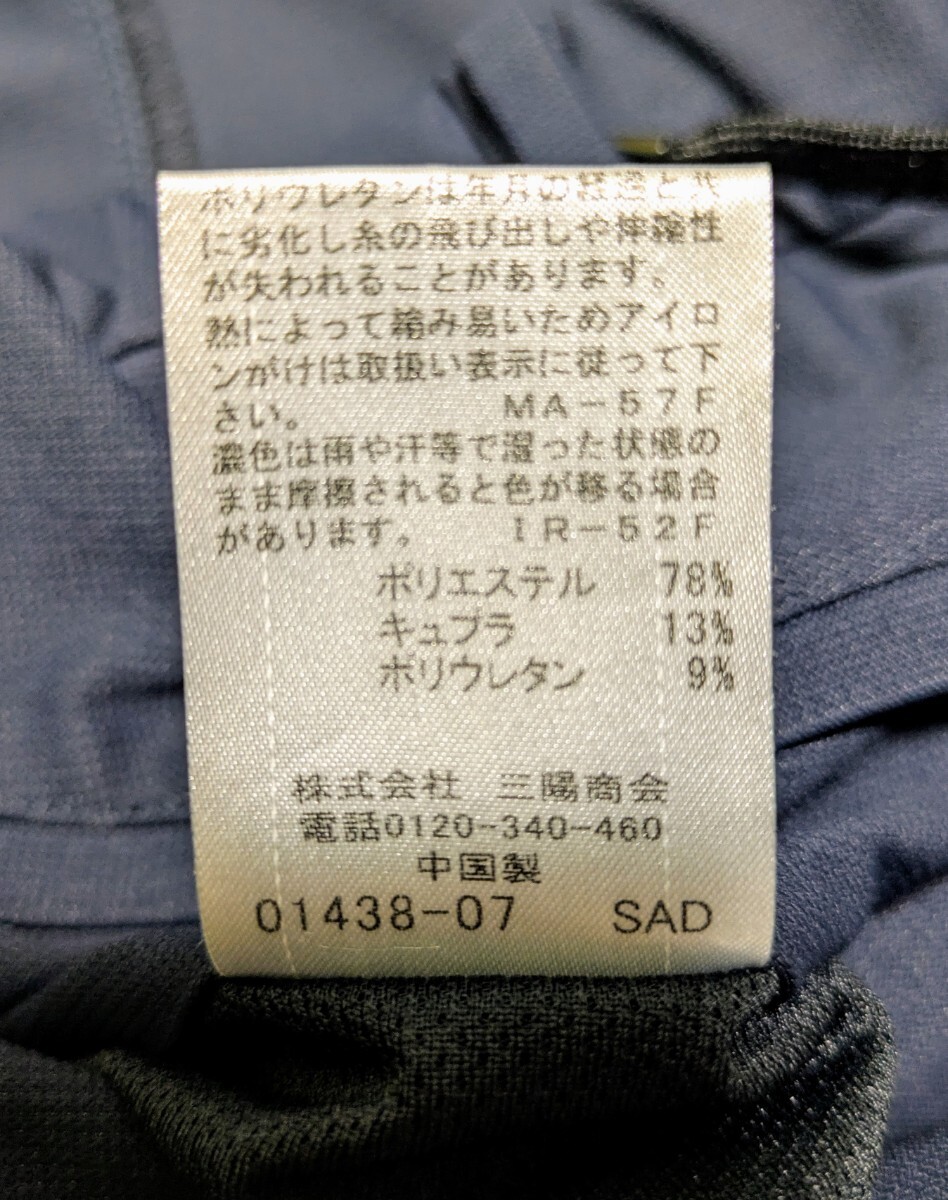 ポリウレタンは年月の経過と共
に劣化し糸の飛び出しや伸縮性
が失われることがあります。
熱によって縮み易いためアイロ
ンがけは取扱い表示に従って下
さい。 MA-57F
濃色は雨や汗等で湿った状態の
まま摩擦されると色が移る場合
があります。 IR-52F
ポリエステル 78%
キュプラ 13%
ポリウレタン 9%
株式会社 三陽商会
電話0120-340-460
中国製
01438-07 SAD